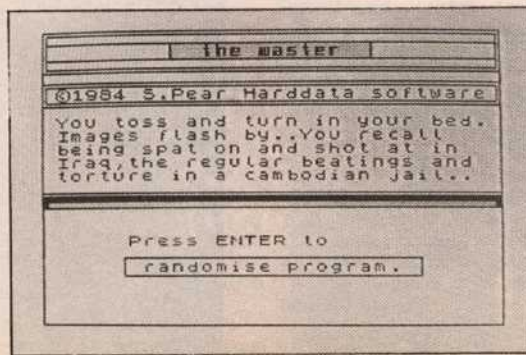 the master
©1984 S.Pear Harddata software
You toss and turn in your bed.
Images flash by..You recall
being spat on and shot at in
Iraq,the regular beatings and
torture in a cambodian jail..
Press ENTER to
randomise program.